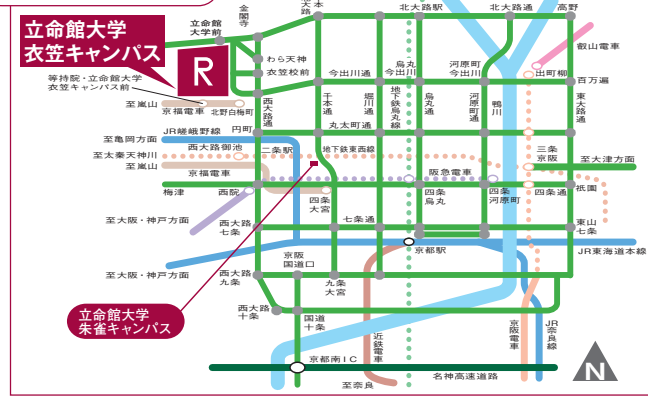 立命館大学
衣笠キャンパス
R
立命館大学前
金閣寺
大路
千本
北大路駅
北大路通
高野
叡山電車
わら天神
衣笠校前
等持院・立命館大学
衣笠キャンパス前
今出川通
烏丸
今出川
河原町
今出川
出町柳
百万遍
至嵐山
京福電車
北野白梅町
西大路通
千本通
堀川通
地下鉄烏丸線
烏丸通
河原町通
鴨川
東大路通
JR嵯峨野線
円町
丸太町通
至亀岡方面
西大路御池
二条駅
地下鉄東西線
三条
京阪
至太秦天神川
至嵐山
京福電車
阪急電車
至大津方面
梅津
西院
四条
大宮
四条
烏丸
四条
河原町
四条通
祇園
至大阪・神戸方面
西大路
七条
七条通
東山
七条
京都駅
JR東海道本線
京阪
国道口
至大阪・神戸方面
西大路
九条
九条
大宮
立命館大学
朱雀キャンパス
西大路
十条
国道
十条
近鉄電車
京阪電車
JR奈良線
京都南IC
名神高速道路
至奈良
N